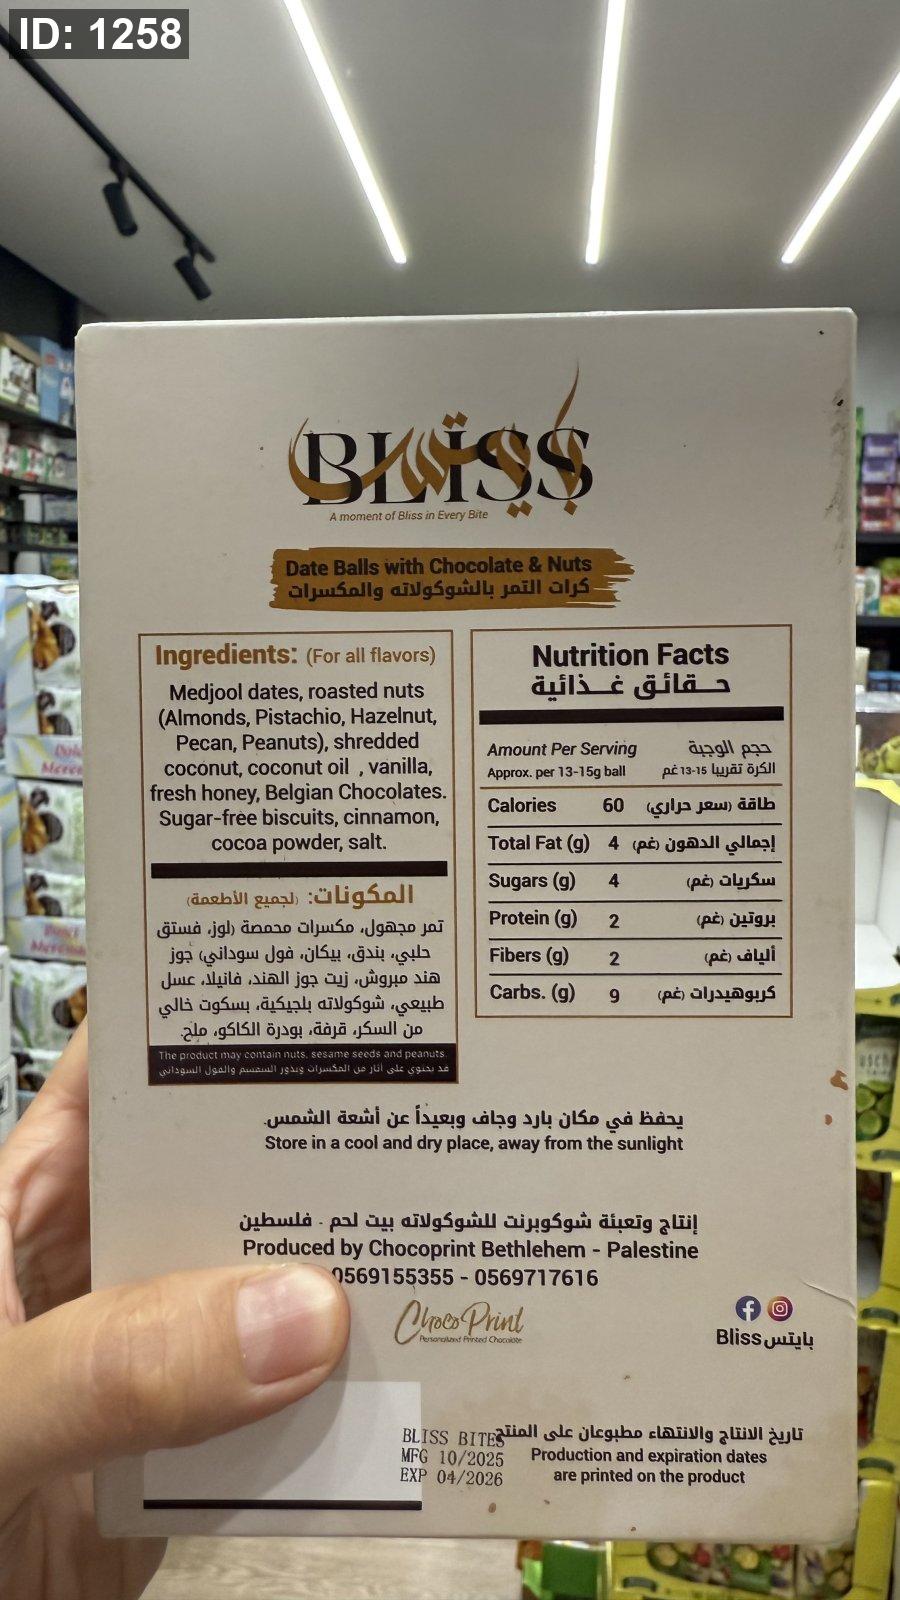 ID: 1258
BLISS بايتس
A moment of Bliss in Every Bite
Date Balls with Chocolate & Nuts
كرات التمر بالشوكولاته والمكسرات
Ingredients: (For all flavors)
Medjool dates, roasted nuts
(Almonds, Pistachio, Hazelnut,
Pecan, Peanuts), shredded
coconut, coconut oil , vanilla,
fresh honey, Belgian Chocolates.
Sugar-free biscuits, cinnamon,
cocoa powder, salt.
المكونات: (لجميع الأطعمة)
تمر مجهول، مكسرات محمصة (لوز، فستق
حلبي، بندق، بيكان، فول سوداني) جوز
هند مبروش، زيت جوز الهند، فانيلا، عسل
طبيعي، شوكولاته بلجيكية، بسكوت خالي
من السكر، قرفة، بودرة الكاكو، ملح.
The product may contain nuts, sesame seeds and peanuts.
قد يحتوي على آثار من المكسرات وبذور السمسم والفول السوداني
Nutrition Facts
حـــقائق غـــذائية
Amount Per Serving حجم الوجبة
Approx. per 13-15g ball الكرة تقريبا 15-13 غم
Calories 60 طاقة (سعر حراري)
Total Fat (g) 4 إجمالي الدهون (غم)
Sugars (g) 4 سكريات (غم)
Protein (g) 2 بروتين (غم)
Fibers (g) 2 ألياف (غم)
Carbs. (g) 9 كربوهيدرات (غم)
يحفظ في مكان بارد وجاف وبعيداً عن أشعة الشمس.
Store in a cool and dry place, away from the sunlight
إنتاج وتعبئة شوكوبرنت للشوكولاته بيت لحم - فلسطين
Produced by Chocoprint Bethlehem - Palestine
0569155355 - 0569717616
Choco Print
Personalized Printed Chocolate
Bliss بايتس
BLISS BITES
MFG 10/2025
EXP 04/2026
تاريخ الانتاج والانتهاء مطبوعان على المنتج
Production and expiration dates
are printed on the product